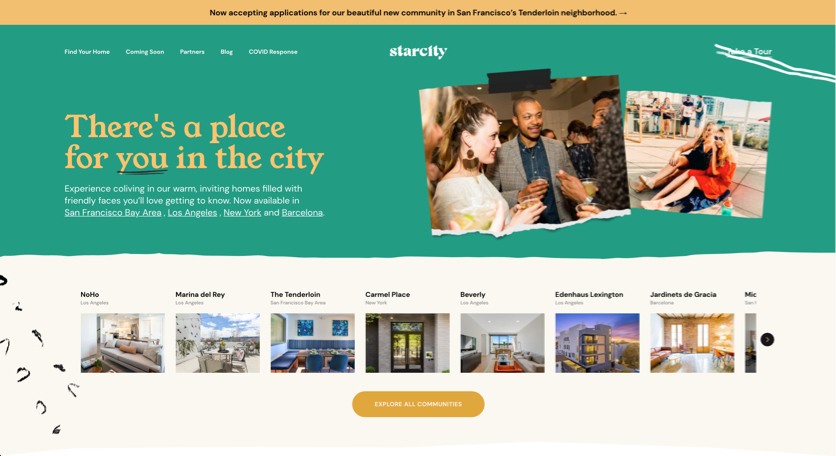 Now accepting applications for our beautiful new community in San Francisco's Tenderloin neighborhood. →
Find Your Home
Coming Soon
Partners
Blog
COVID Response
starcity
Take a Tour
There's a place
for you in the city
Experience coliving in our warm, inviting homes filled with
friendly faces you'll love getting to know. Now available in
San Francisco Bay Area , Los Angeles , New York and Barcelona.
NoHo
Los Angeles
Marina del Rey
Los Angeles
The Tenderloin
San Francisco Bay Area
Carmel Place
New York
Beverly
Los Angeles
Edenhaus Lexington
Los Angeles
Jardinets de Gracia
Barcelona
Mic
San F
EXPLORE ALL COMMUNITIES